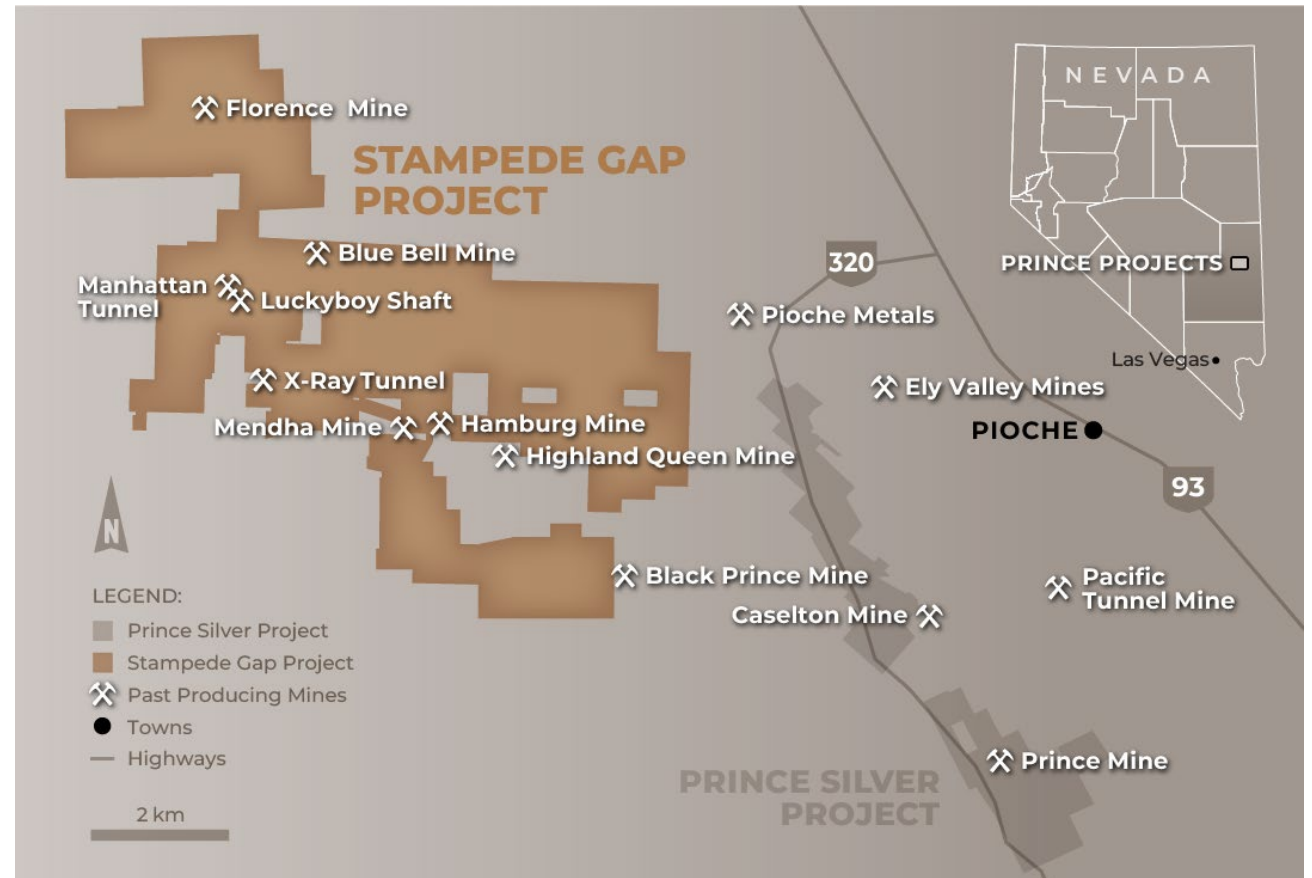 NEVADA
Florence Mine
STAMPEDE GAP
PROJECT
Blue Bell Mine
320
PRINCE PROJECTS
Manhattan
Tunnel
Luckyboy Shaft
Pioche Metals
Las Vegas
X-Ray Tunnel
Ely Valley Mines
Mendha Mine
Hamburg Mine
PIOCHE
Highland Queen Mine
93
N
Black Prince Mine
Pacific
Tunnel Mine
Caselton Mine
LEGEND:
Prince Silver Project
Stampede Gap Project
Past Producing Mines
Towns
Highways
2 km
Prince Mine
PRINCE SILVER
PROJECT